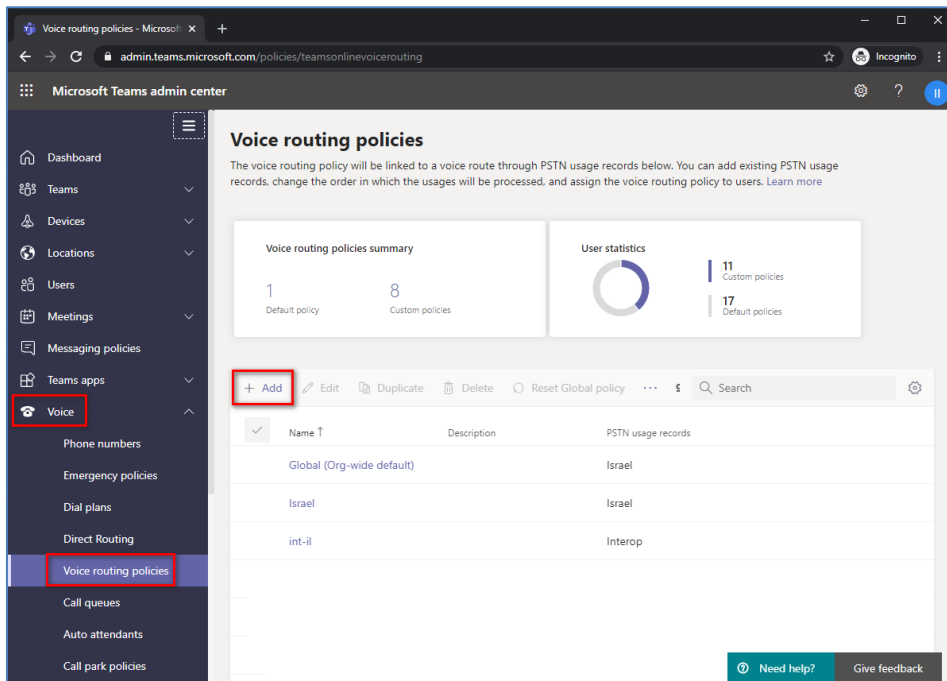 Voice routing policies - Microsoft
admin.teams.microsoft.com/policies/teamsonlinevoicerouting
Incognito
Microsoft Teams admin center
II
Dashboard
Teams
Devices
Locations
Users
Meetings
Messaging policies
Teams apps
Voice
Phone numbers
Emergency policies
Dial plans
Direct Routing
Voice routing policies
Call queues
Auto attendants
Call park policies
Voice routing policies
The voice routing policy will be linked to a voice route through PSTN usage records below. You can add existing PSTN usage
records, change the order in which the usages will be processed, and assign the voice routing policy to users. Learn more
Voice routing policies summary
1
Default policy
8
Custom policies
User statistics
11
Custom policies
17
Default policies
+ Add Edit Duplicate Delete Reset Global policy ··· 9 Search
Name ↑ Description PSTN usage records
Global (Org-wide default) Israel
Israel Israel
int-il Interop
Need help? Give feedback